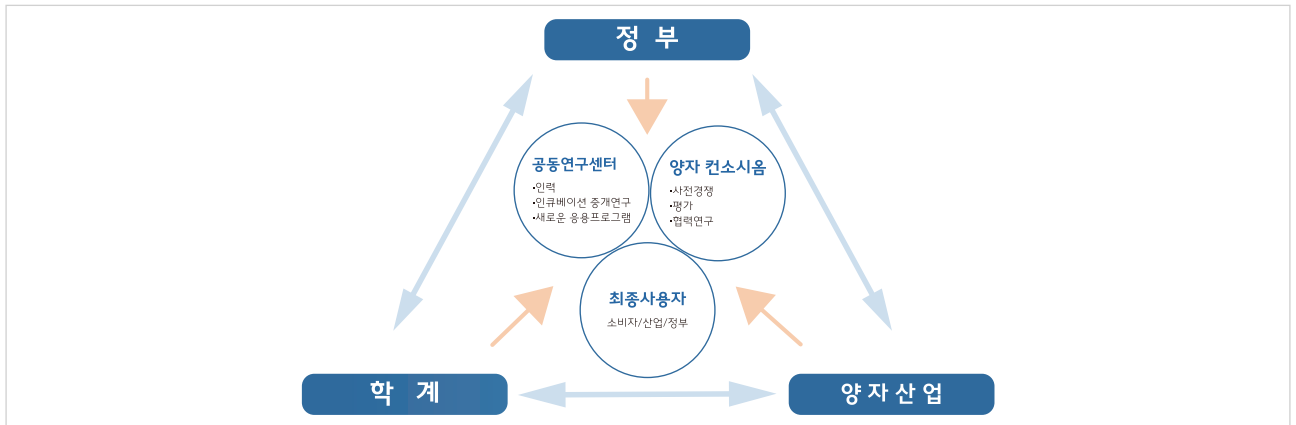 정 부
공동연구센터
•인력
•인큐베이션 중개연구
•새로운 응용프로그램
양자 컨소시움
•사전경쟁
•평가
•협력연구
최종사용자
소비자/산업/정부
학 계
양자산업